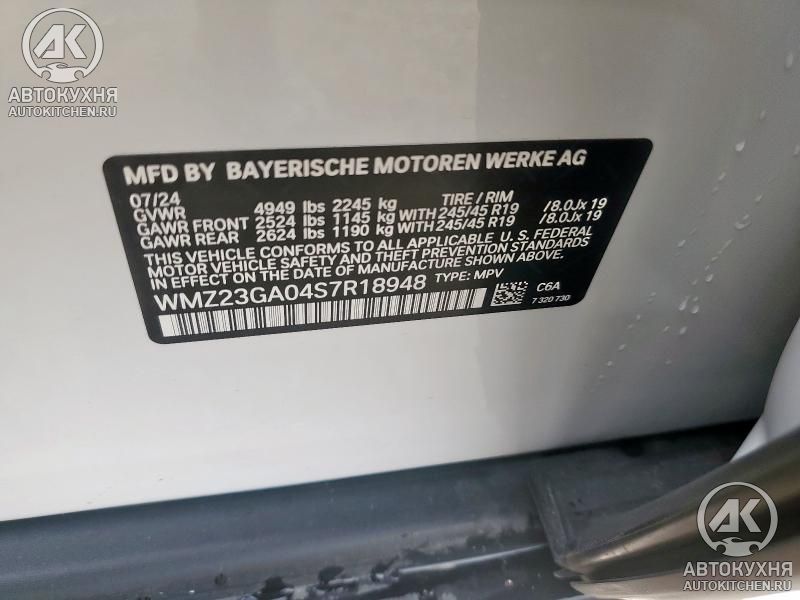 AK
АВТОКУХНЯ
AUTOKITCHEN.RU
MFD BY BAYERISCHE MOTOREN WERKE AG
07/24 TIRE / RIM
GVWR 4949 lbs 2245 kg
GAWR FRONT 2524 lbs 1145 kg WITH 245/45 R19 /8.0Jx19
GAWR REAR 2624 lbs 1190 kg WITH 245/45 R19 /8.0Jx19
THIS VEHICLE CONFORMS TO ALL APPLICABLE U. S. FEDERAL
MOTOR VEHICLE SAFETY AND THEFT PREVENTION STANDARDS
IN EFFECT ON THE DATE OF MANUFACTURE SHOWN ABOVE.
WMZ23GA04S7R18948 TYPE: MPV
C6A
7 320 730
AK
АВТОКУХНЯ
AUTOKITCHEN.RU